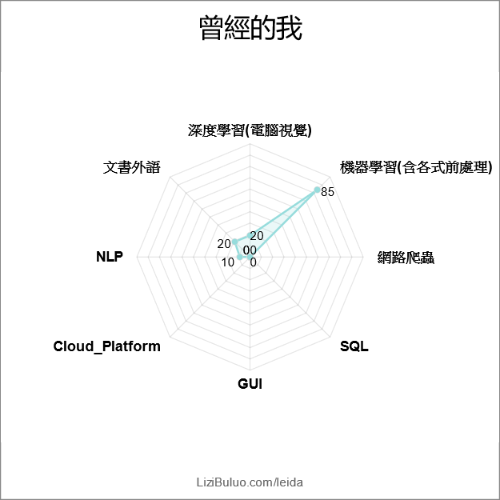 曾經的我
深度學習(電腦視覺)
文書外語
機器學習(含各式前處理)
85
20
20
00
NLP
10
0
網路爬蟲
Cloud_Platform
SQL
GUI
LiziBuluo.com/leida